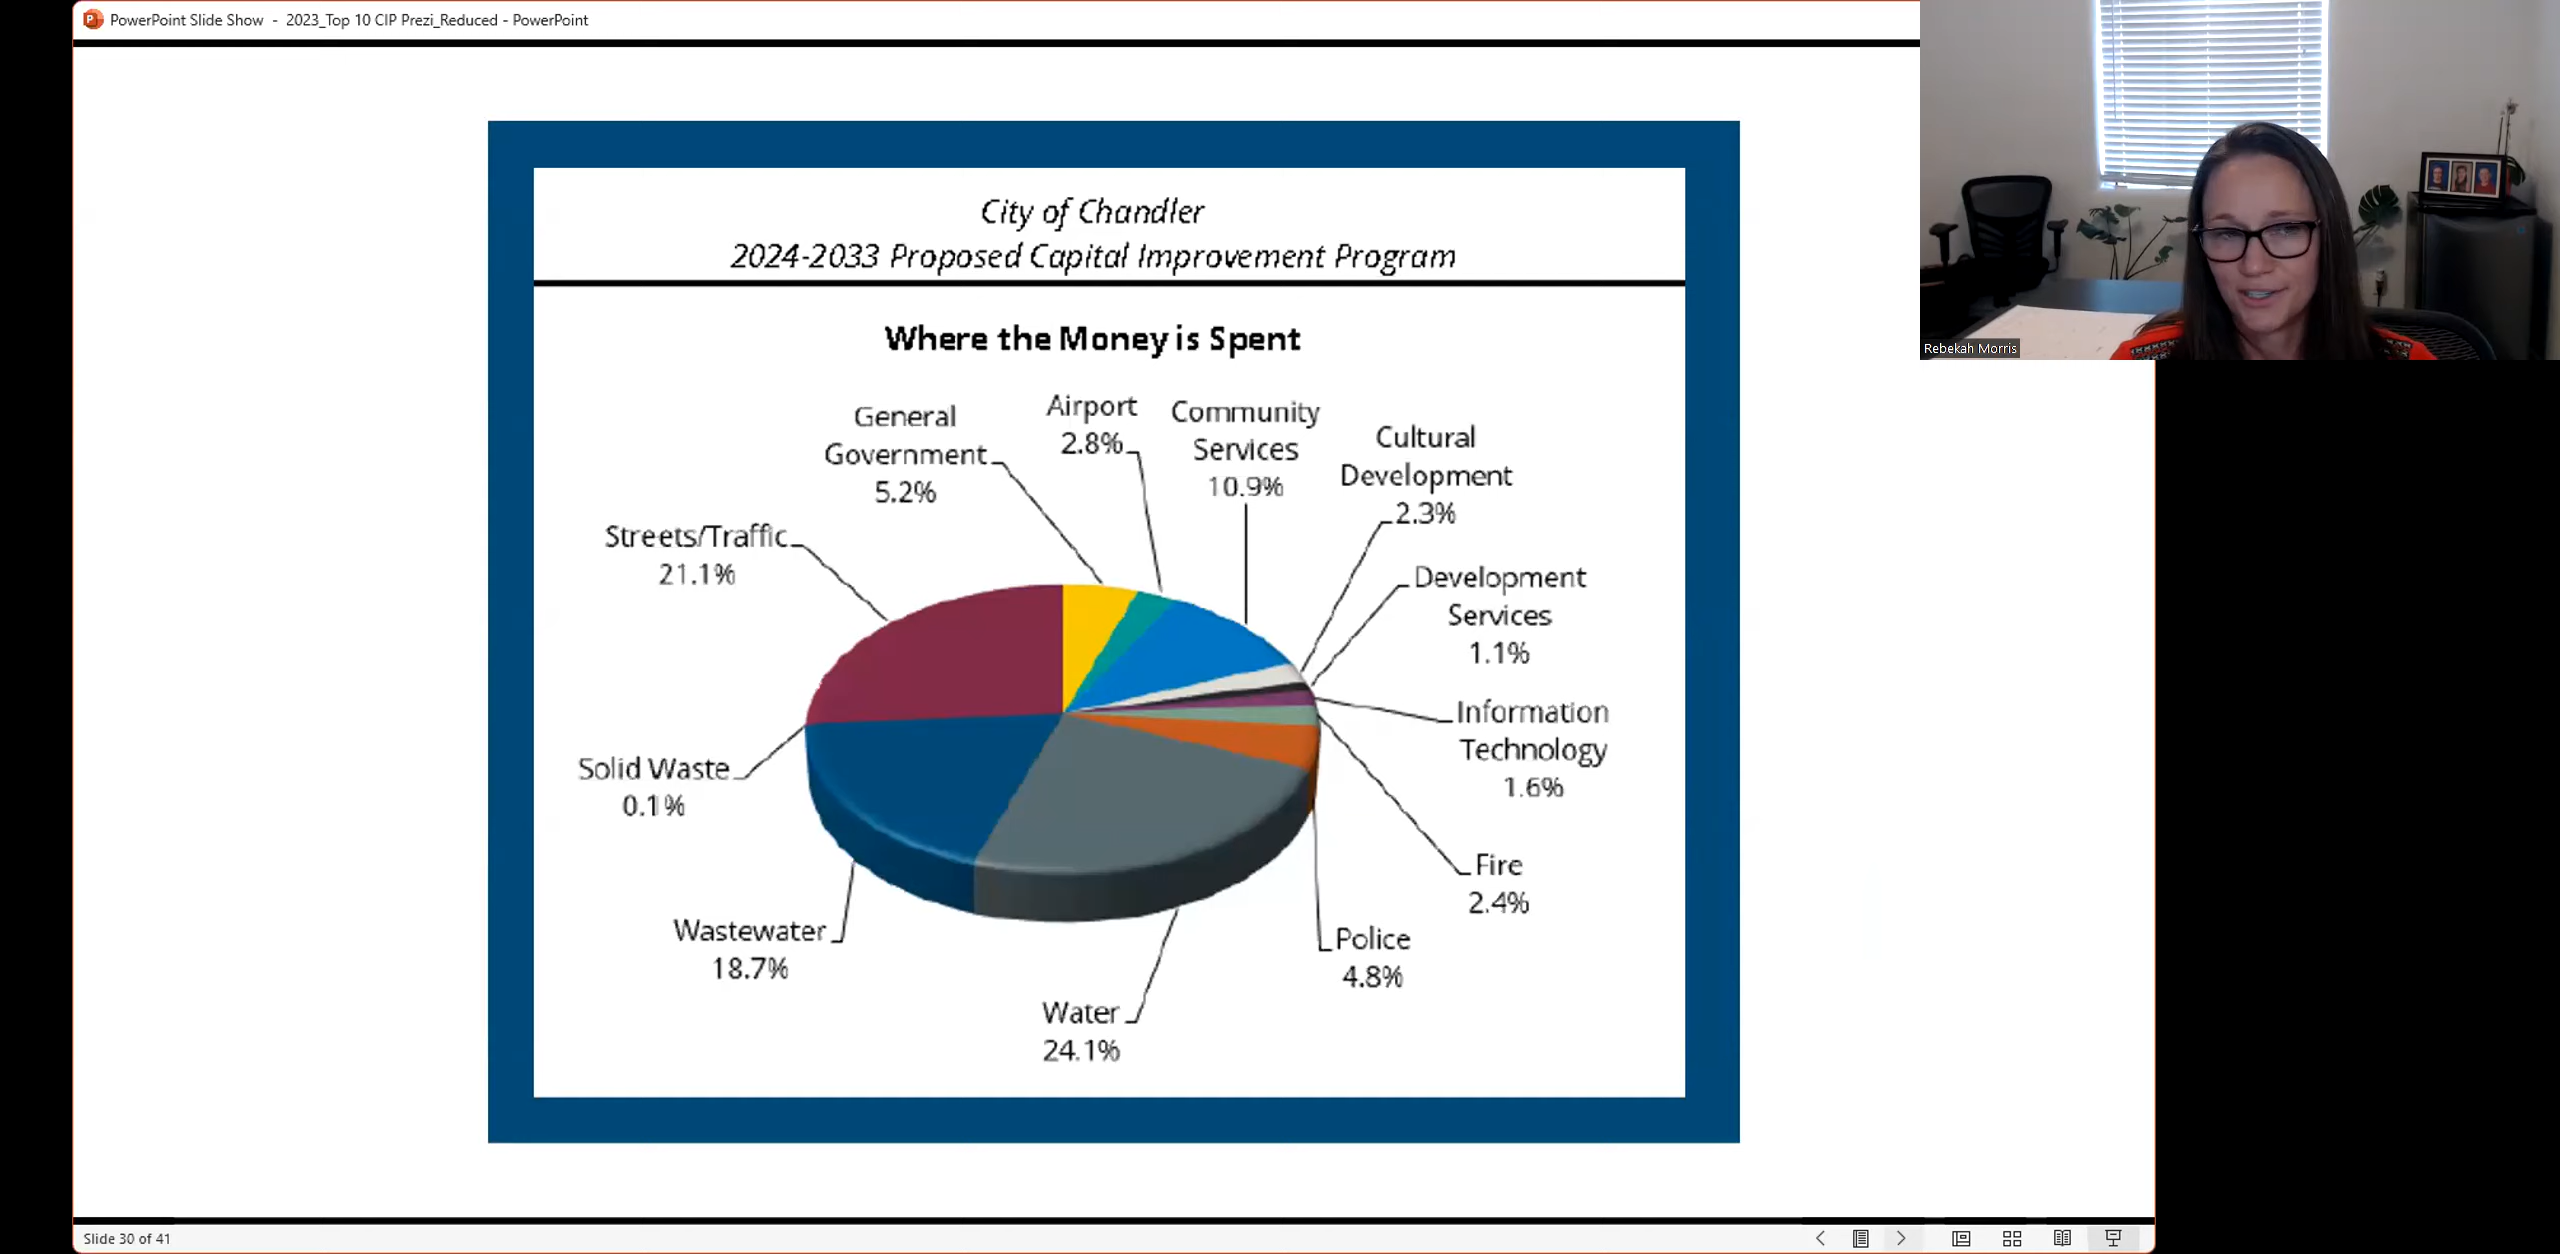 PowerPoint Slide Show - 2023_Top 10 CIP Prezi_Reduced - PowerPoint
Rebekah Morris
City of Chandler
2024-2033 Proposed Capital Improvement Program
Where the Money is Spent
General
Government
5.2%
Airport
2.8%
Community
Services
10.9%
Cultural
Development
2.3%
Development
Services
1.1%
Information
Technology
1.6%
Fire
2.4%
Police
4.8%
Water
24.1%
Wastewater
18.7%
Solid Waste
0.1%
Streets/Traffic
21.1%
Slide 30 of 41